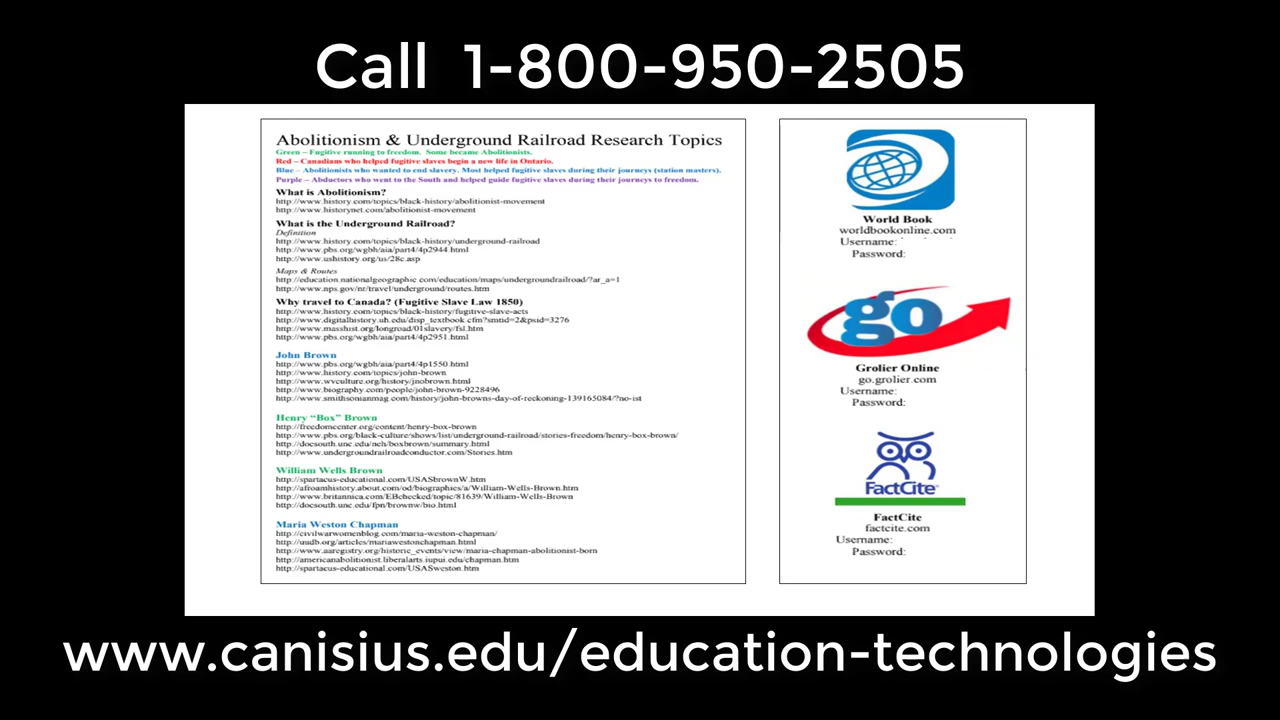 Call 1-800-950-2505
Abolitionism & Underground Railroad Research Topics
Green – Fugitive running to freedom. Some became Abolitionists.
Red – Canadians who helped fugitive slaves begin a new life in Ontario.
Blue – Abolitionists who wanted to end slavery. Most helped fugitive slaves during their journeys (station masters).
Purple – Abductors who went to the South and helped guide fugitive slaves during their journeys to freedom.
What is Abolitionism?
http://www.history.com/topics/black-history/abolitionist-movement
http://www.historynet.com/abolitionist-movement
What is the Underground Railroad?
Definition
http://www.history.com/topics/black-history/underground-railroad
http://www.pbs.org/wgbh/aia/part4/4p2944.html
http://www.ushistory.org/us/28c.asp
Maps & Routes
http://education.nationalgeographic.com/education/maps/undergroundrailroad/?ar_a=1
http://www.nps.gov/nr/travel/underground/routes.htm
Why travel to Canada? (Fugitive Slave Law 1850)
http://www.history.com/topics/black-history/fugitive-slave-acts
http://www.digitalhistory.uh.edu/disp_textbook.cfm?smtid=2&psid=3276
http://www.masshist.org/longroad/01slavery/fsl.htm
http://www.pbs.org/wgbh/aia/part4/4p2951.html
John Brown
http://www.pbs.org/wgbh/aia/part4/4p1550.html
http://www.history.com/topics/john-brown
http://www.wvculture.org/history/jnobrown.html
http://www.biography.com/people/john-brown-9228496
http://www.smithsonianmag.com/history/john-browns-day-of-reckoning-139165084/?no-ist
Henry “Box” Brown
http://freedomcenter.org/content/henry-box-brown
http://www.pbs.org/black-culture/shows/list/underground-railroad/stories-freedom/henry-box-brown/
http://docsouth.unc.edu/neh/boxbrown/summary.html
http://www.undergroundrailroadconductor.com/Stories.htm
William Wells Brown
http://spartacus-educational.com/USASbrownW.htm
http://afroamhistory.about.com/od/biographies/a/William-Wells-Brown.htm
http://www.britannica.com/EBchecked/topic/81639/William-Wells-Brown
http://docsouth.unc.edu/fpn/brownw/bio.html
Maria Weston Chapman
http://civilwarwomenblog.com/maria-weston-chapman/
http://uudb.org/articles/mariawestonchapman.html
http://www.aaregistry.org/historic_events/view/maria-chapman-abolitionist-born
http://americanabolitionist.liberalarts.iupui.edu/chapman.htm
http://spartacus-educational.com/USASweston.htm
World Book
worldbookonline.com
Username:
Password:
go
Grolier Online
go.grolier.com
Username:
Password:
FactCite
FactCite
factcite.com
Username:
Password:
www.canisius.edu/education-technologies